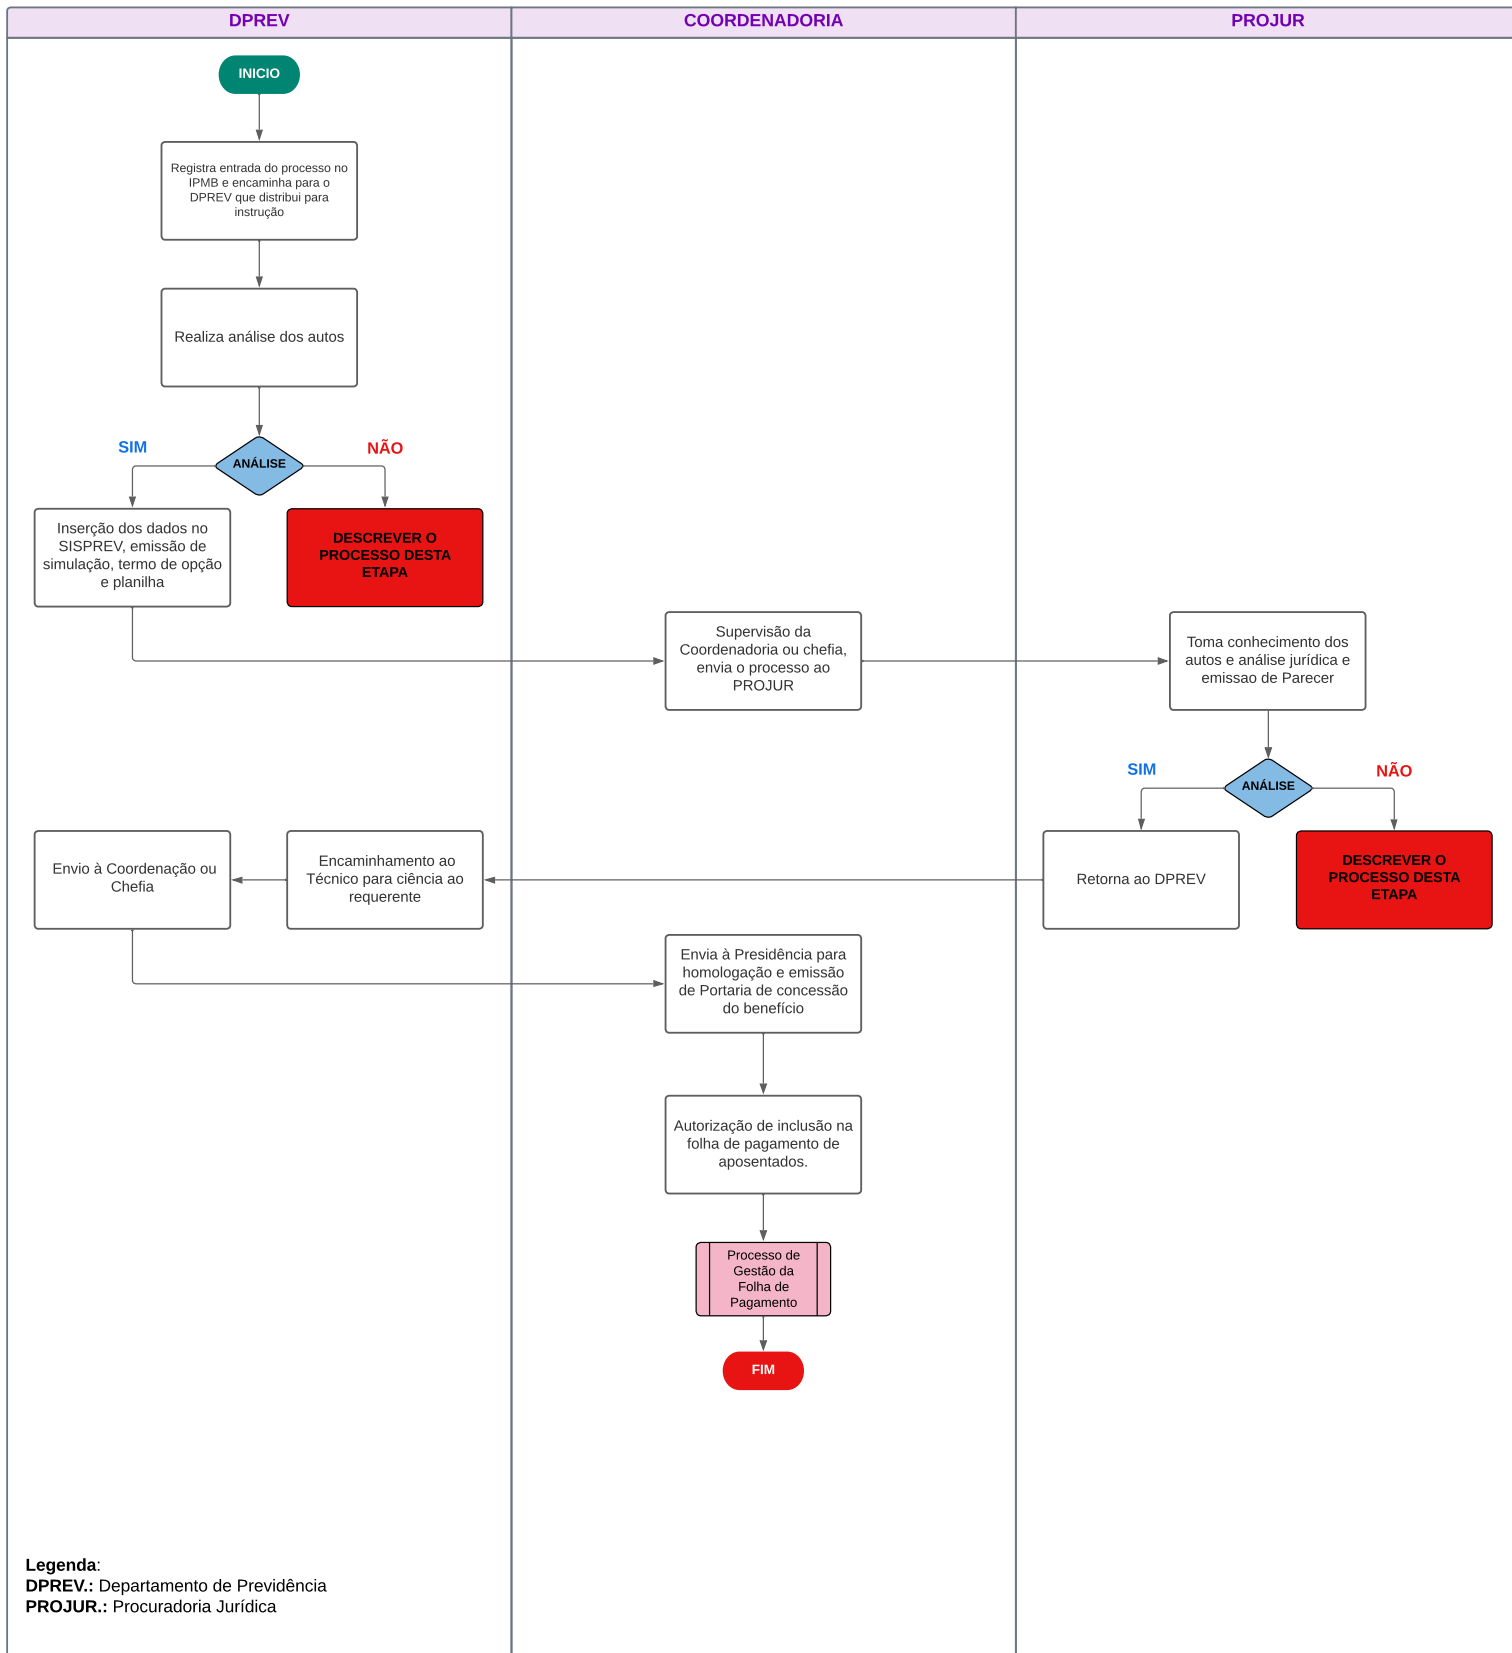 DPREV
COORDENADORIA
PROJUR
INICIO
Registra entrada do processo no
IPMB e encaminha para o
DPREV que distribui para
instrução
Realiza análise dos autos
SIM
ANÁLISE
NÃO
Inserção dos dados no
SISPREV, emissão de
simulação, termo de opção
e planilha
DESCREVER O
PROCESSO DESTA
ETAPA
Supervisão da
Coordenadoria ou chefia,
envia o processo ao
PROJUR
Toma conhecimento dos
autos e análise jurídica e
emissao de Parecer
SIM
ANÁLISE
NÃO
Envio à Coordenação ou
Chefia
Encaminhamento ao
Técnico para ciência ao
requerente
Retorna ao DPREV
DESCREVER O
PROCESSO DESTA
ETAPA
Envia à Presidência para
homologação e emissão
de Portaria de concessão
do benefício
Autorização de inclusão na
folha de pagamento de
aposentados.
Processo de
Gestão da
Folha de
Pagamento
FIM
Legenda:
DPREV.: Departamento de Previdência
PROJUR.: Procuradoria Jurídica